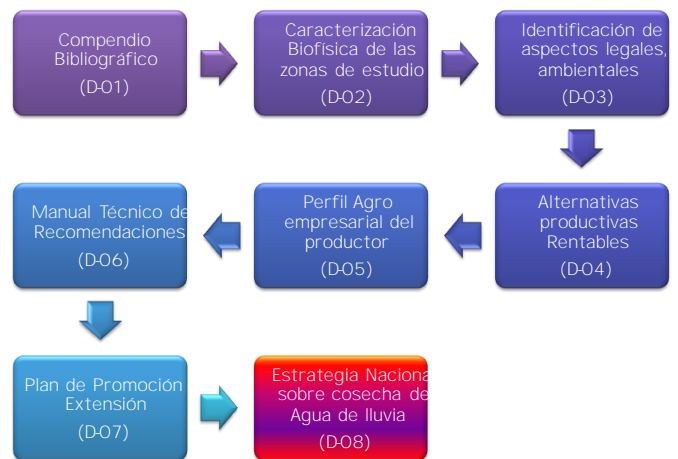 Compendio
Bibliográfico
(D-01)
Caracterización
Biofísica de las
zonas de estudio
(D-02)
Identificación de
aspectos legales,
ambientales
(D-03)
Alternativas
productivas
Rentables
(D-04)
Perfil Agro
empresarial del
productor
(D-05)
Manual Técnico de
Recomendaciones
(D-06)
Plan de Promoción
Extensión
(D-07)
Estrategia Naciona
sobre cosecha de
Agua de lluvia
(D-08)